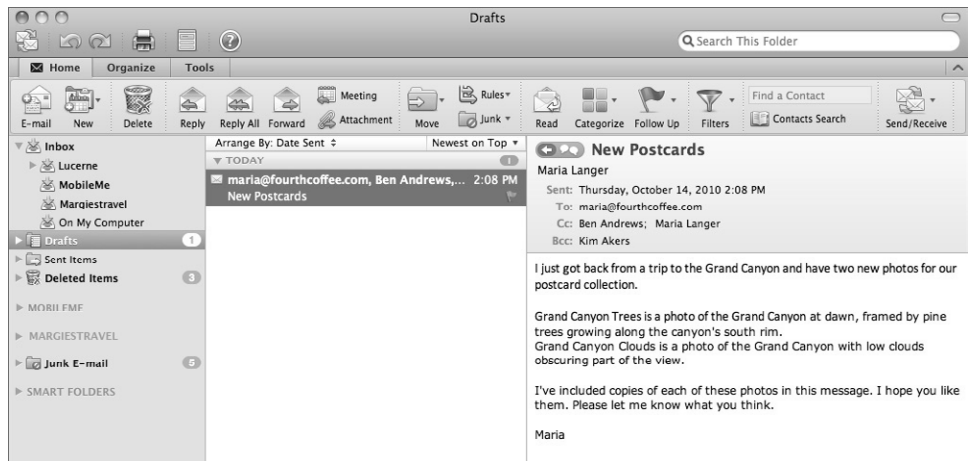 Drafts
Search This Folder
Home Organize Tools
E-mail New Delete Reply Reply All Forward Meeting Attachment Move Rules Junk Read Categorize Follow Up Filters Find a Contact Contacts Search Send/Receive
Inbox
Lucerne
MobileMe
Margiestravel
On My Computer
Drafts 1
Sent Items
Deleted Items 3
MOBILEME
MARGIESTRAVEL
Junk E-mail 5
SMART FOLDERS
Arrange By: Date Sent Newest on Top
TODAY 1
maria@fourthcoffee.com, Ben Andrews,... 2:08 PM
New Postcards
New Postcards
Maria Langer
Sent: Thursday, October 14, 2010 2:08 PM
To: maria@fourthcoffee.com
Cc: Ben Andrews; Maria Langer
Bcc: Kim Akers
I just got back from a trip to the Grand Canyon and have two new photos for our
postcard collection.
Grand Canyon Trees is a photo of the Grand Canyon at dawn, framed by pine
trees growing along the canyon's south rim.
Grand Canyon Clouds is a photo of the Grand Canyon with low clouds
obscuring part of the view.
I've included copies of each of these photos in this message. I hope you like
them. Please let me know what you think.
Maria